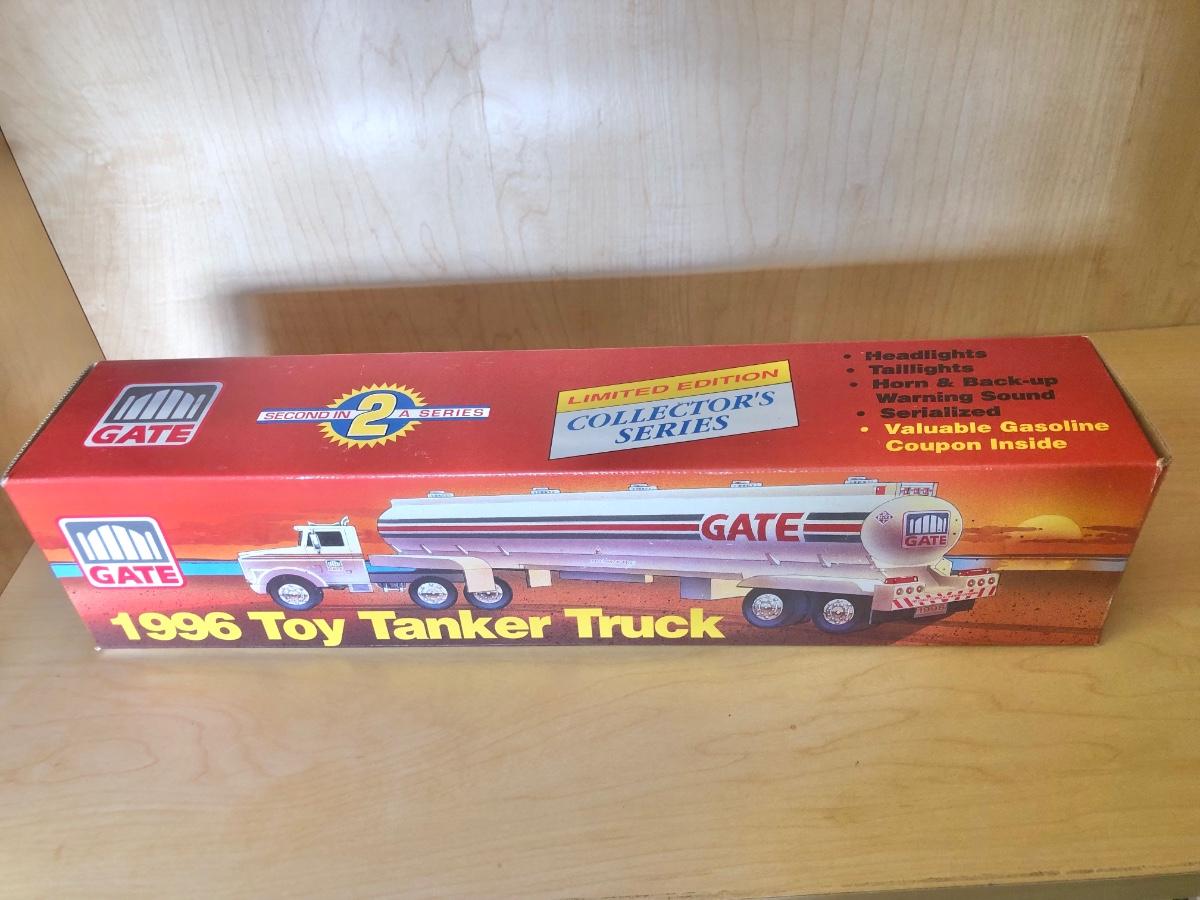 GATE
SECOND IN 2 A SERIES
LIMITED EDITION
COLLECTOR'S
SERIES
• Headlights
• Taillights
• Horn & Back-up
Warning Sound
• Serialized
• Valuable Gasoline
Coupon Inside
GATE
GATE
GATE
1996
1996 Toy Tanker Truck